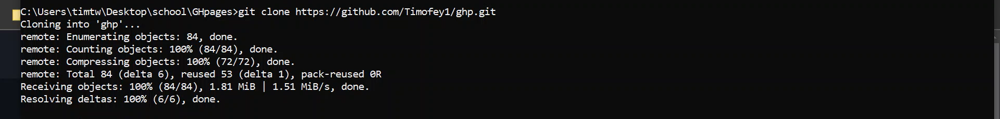 C:\Users\timtw\Desktop\school\GHpages>git clone https://github.com/Timofey1/ghp.git
Cloning into 'ghp'...
remote: Enumerating objects: 84, done.
remote: Counting objects: 100% (84/84), done.
remote: Compressing objects: 100% (72/72), done.
remote: Total 84 (delta 6), reused 53 (delta 1), pack-reused 0R
Receiving objects: 100% (84/84), 1.81 MiB | 1.51 MiB/s, done.
Resolving deltas: 100% (6/6), done.